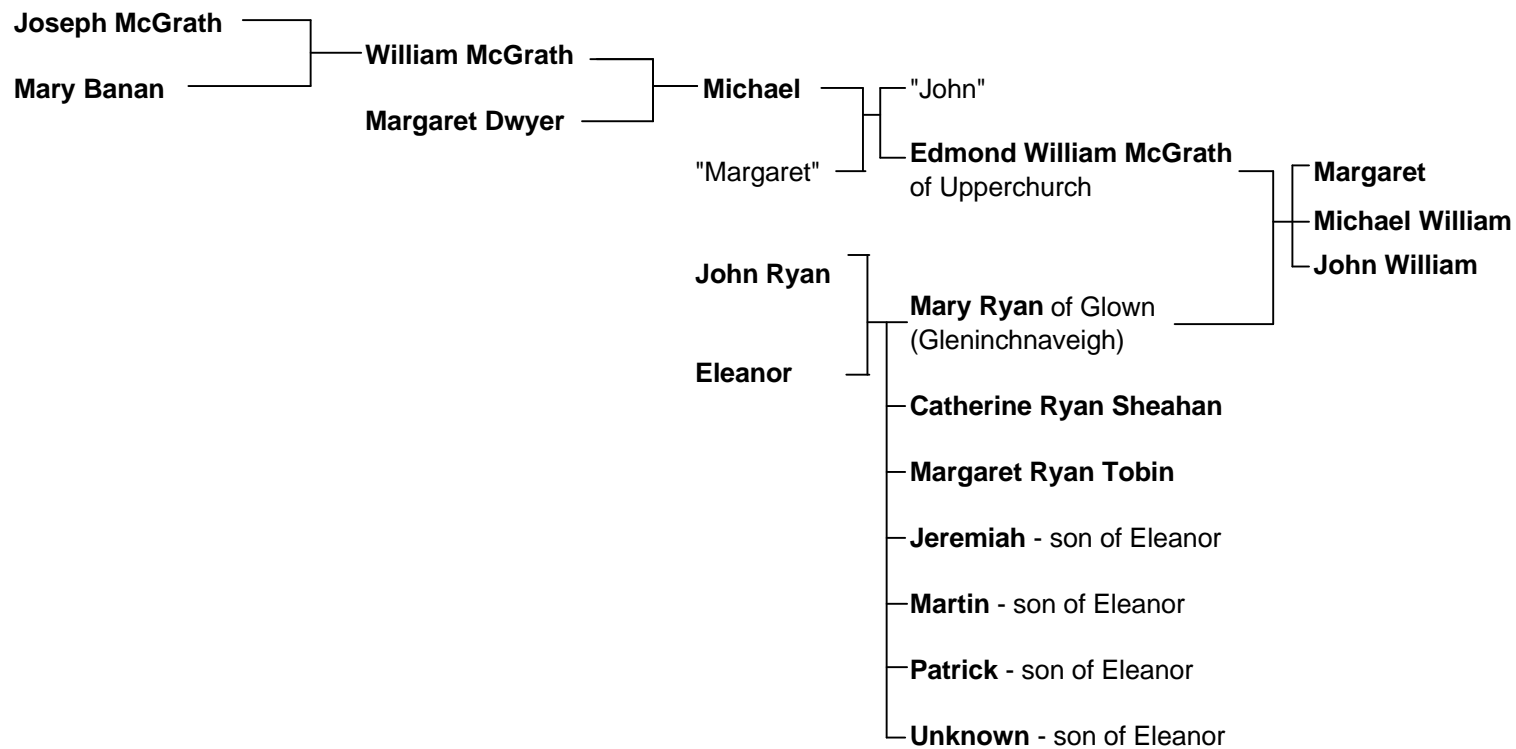 Joseph McGrath
Mary Banan
William McGrath
Margaret Dwyer
Michael
"Margaret"
"John"
Edmond William McGrath
of Upperchurch
Margaret
Michael William
John William
John Ryan
Eleanor
Mary Ryan of Glown
(Gleninchnaveigh)
Catherine Ryan Sheahan
Margaret Ryan Tobin
Jeremiah - son of Eleanor
Martin - son of Eleanor
Patrick - son of Eleanor
Unknown - son of Eleanor